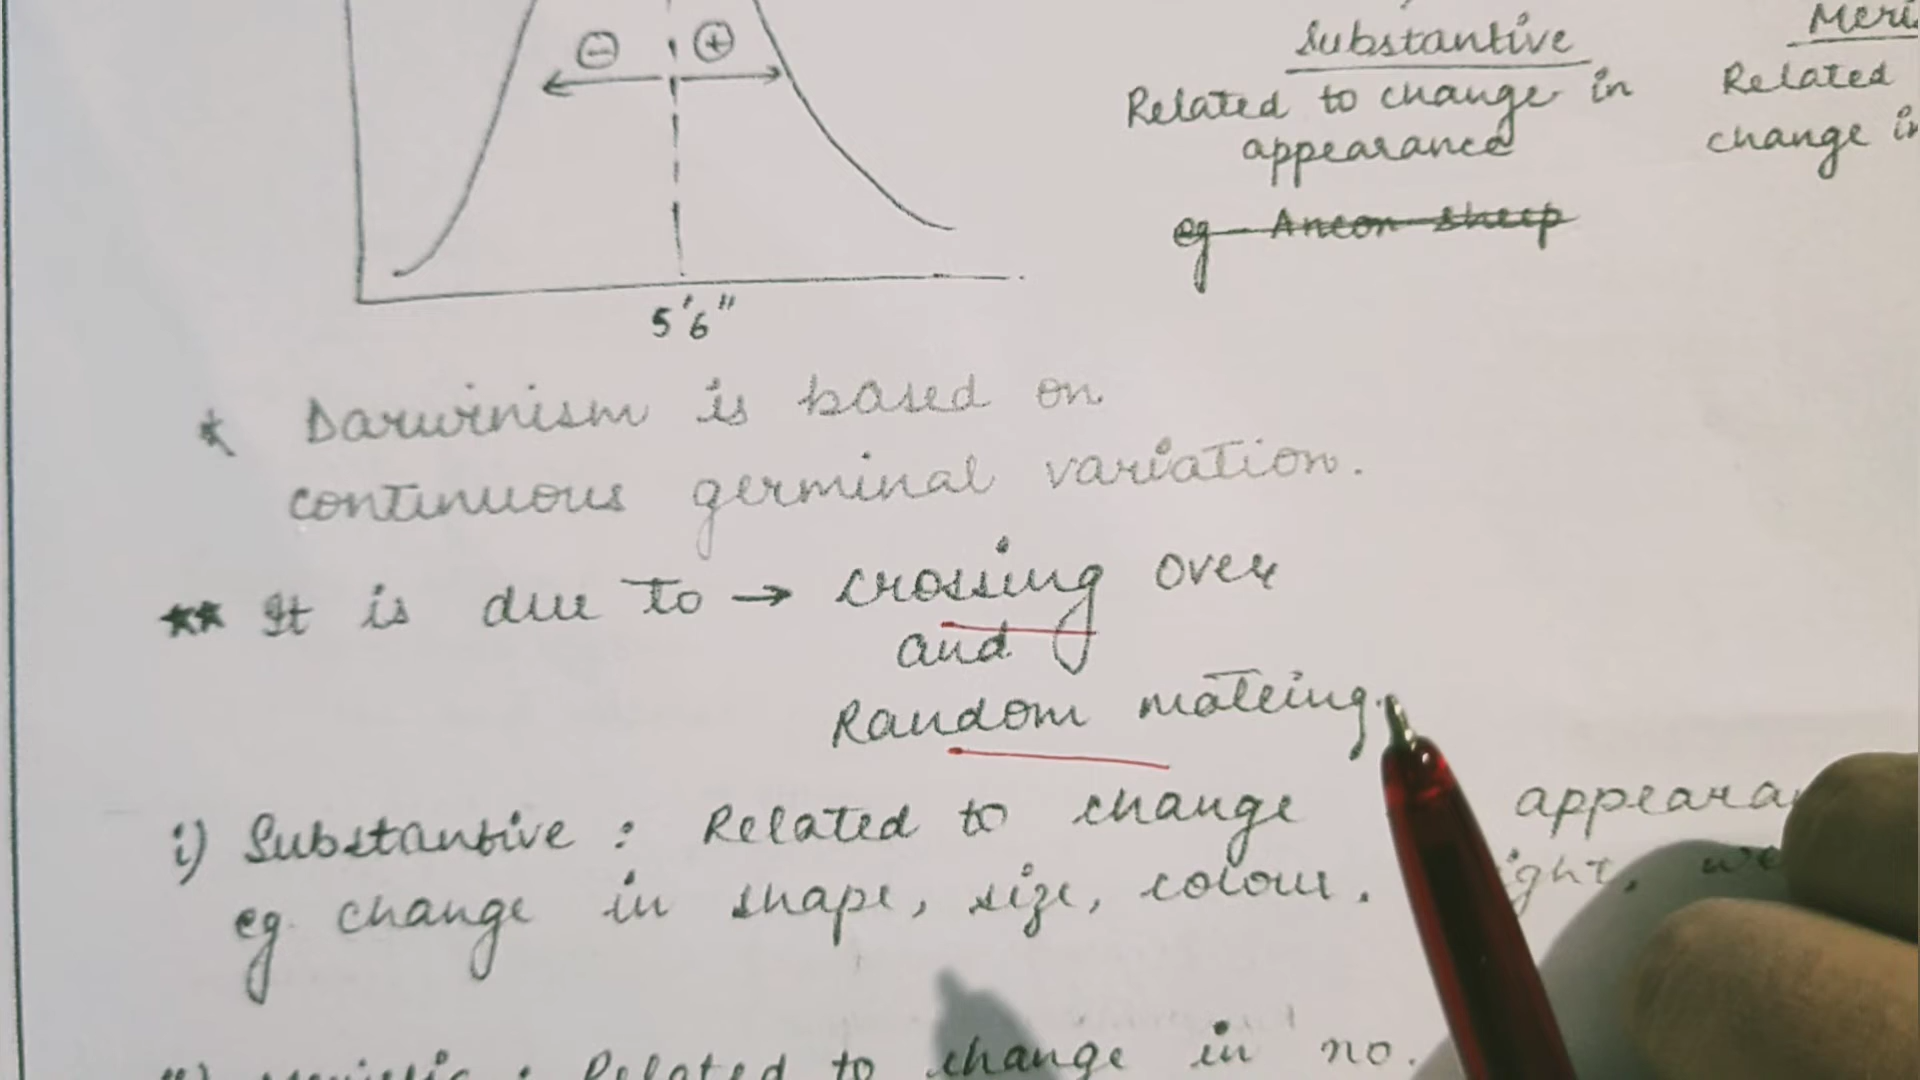 ⊖ ⊕
5'6"
Substantive
Related to change in
appearance
eg Ancon sheep
Related
change in
* Darwinism is based on
continuous germinal variation.
** It is due to → crossing over
and
Random mateing.
i) Substantive : Related to change
eg. change in shape, size, colour.
Related to change in no.